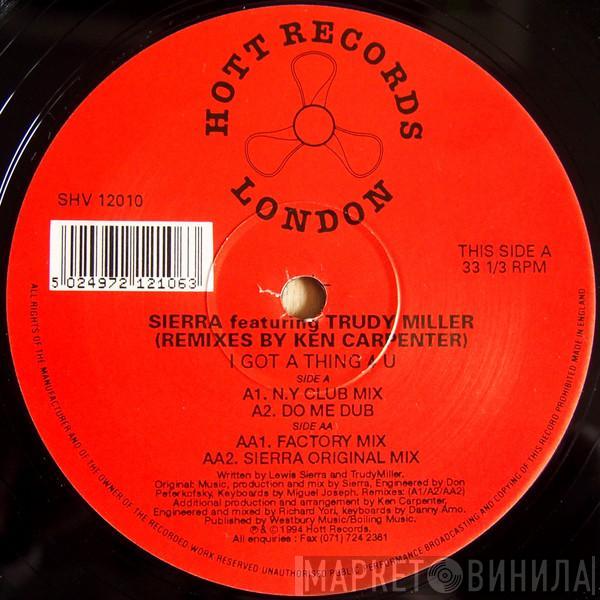 HOTT RECORDS
LONDON
SHV 12010
5 024972 121063
THIS SIDE A
33 1/3 RPM
SIERRA featuring TRUDY MILLER
(REMIXES BY KEN CARPENTER)
I GOT A THING 4 U
SIDE A
A1. N.Y CLUB MIX
A2. DO ME DUB
SIDE AA
AA1. FACTORY MIX
AA2. SIERRA ORIGINAL MIX
Written by Lewis Sierra and TrudyMiller.
Original: Music, production and mix by Sierra, Engineered by Don
Peterkofsky, Keyboards by Miguel Joseph. Remixes: (A1/A2/AA2)
Additional production and arrangement by Ken Carpenter,
Engineered and mixed by Richard Yori, keyboards by Danny Amo.
Published by Westbury Music/Boiling Music.
℗ & © 1994 Hott Records.
All enquiries : Fax (071) 724 2361
ALL RIGHTS OF THE MANUFACTURER AND OF THE OWNER OF THE RECORDED WORK RESERVED UNAUTHORISED PUBLIC PERFORMANCE BROADCASTING AND COPYING OF THIS RECORD PROHIBITED. MADE IN ENGLAND
МАРКЕТ ВИНИЛА